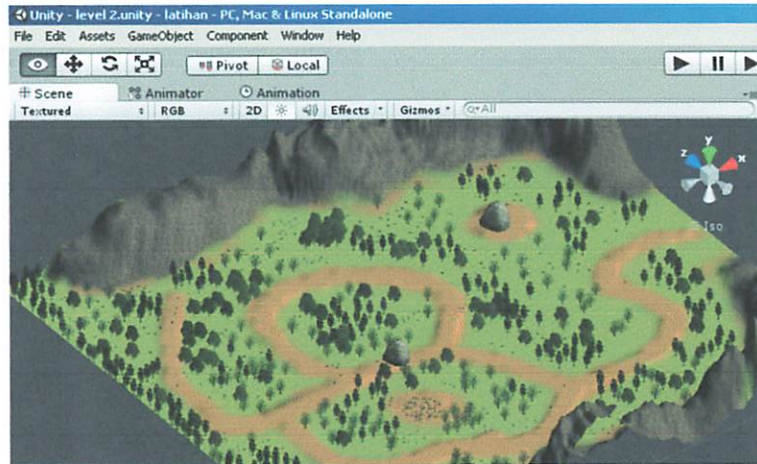 Unity - level 2.unity - latihan - PC, Mac & Linux Standalone
File Edit Assets GameObject Component Window Help
Pivot Local
Scene Animator Animation
Textured RGB 2D Effects Gizmos All
y
z x
Iso